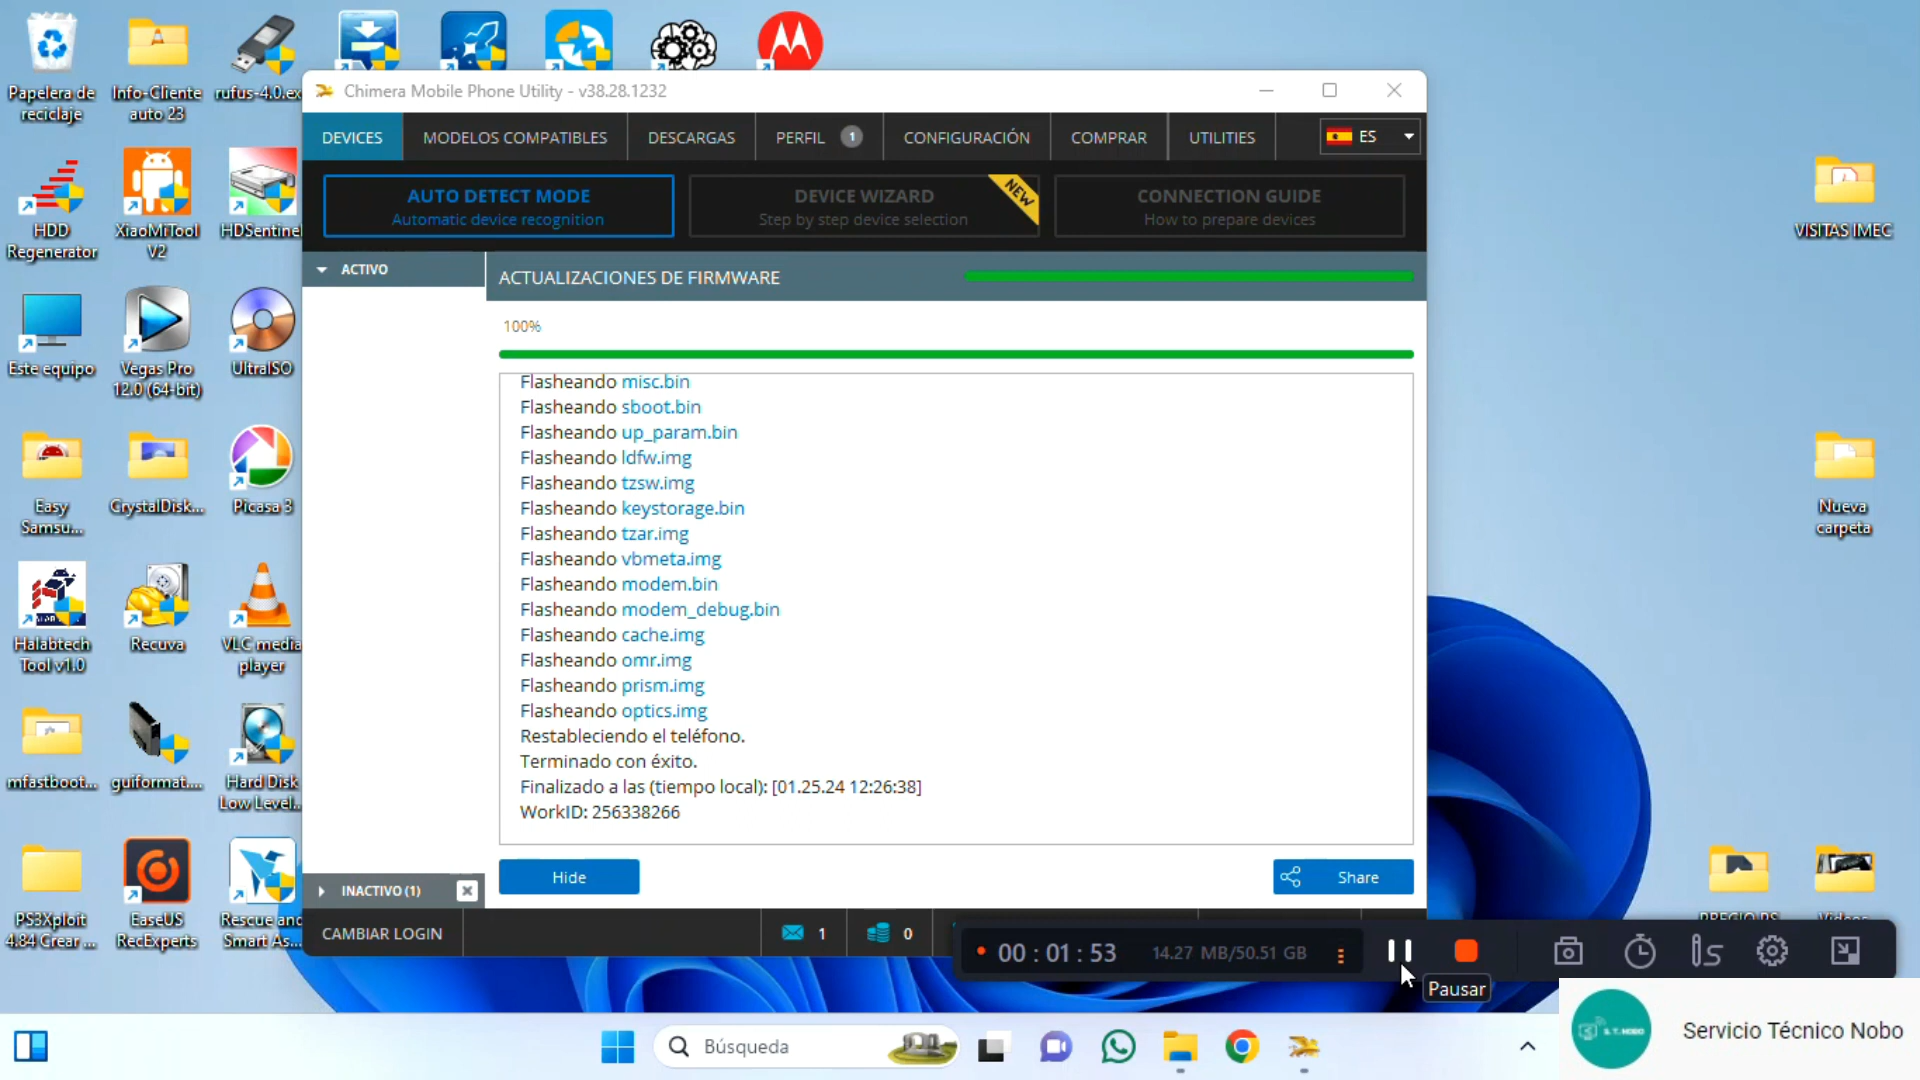 Papelera de
reciclaje
Info-Cliente
auto 23
rufus-4.0.ex
Chimera Mobile Phone Utility - v38.28.1232
DEVICES
MODELOS COMPATIBLES
DESCARGAS
PERFIL
1
CONFIGURACIÓN
COMPRAR
UTILITIES
ES
AUTO DETECT MODE
Automatic device recognition
DEVICE WIZARD
Step by step device selection
NEW
CONNECTION GUIDE
How to prepare devices
ACTIVO
ACTUALIZACIONES DE FIRMWARE
100%
Flasheando misc.bin
Flasheando sboot.bin
Flasheando up_param.bin
Flasheando ldfw.img
Flasheando tzsw.img
Flasheando keystorage.bin
Flasheando tzar.img
Flasheando vbmeta.img
Flasheando modem.bin
Flasheando modem_debug.bin
Flasheando cache.img
Flasheando omr.img
Flasheando prism.img
Flasheando optics.img
Restableciendo el teléfono.
Terminado con éxito.
Finalizado a las (tiempo local): [01.25.24 12:26:38]
WorkID: 256338266
Hide
Share
INACTIVO (1)
CAMBIAR LOGIN
1
0
HDD
Regenerator
XiaoMiTool
V2
HDSentinel
Este equipo
Vegas Pro
12.0 (64-bit)
UltraISO
Easy
Samsu...
CrystalDisk...
Picasa 3
Halabtech
Tool v1.0
Recuva
VLC media
player
mfastboot...
guiformat....
Hard Disk
Low Level...
PS3Xploit
4.84 Crear ...
EaseUS
RecExperts
Rescue and
Smart As...
VISITAS IMEC
Nueva
carpeta
00 : 01 : 53
14.27 MB/50.51 GB
Pausar
Búsqueda
S. T. NOBO
Servicio Técnico Nobo